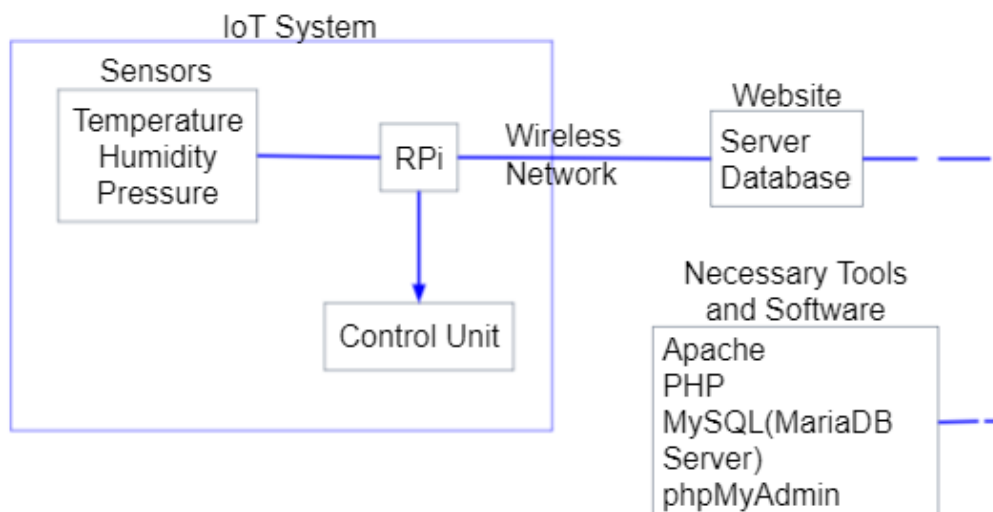 IoT System
Sensors
Temperature
Humidity
Pressure
RPi
Wireless
Network
Control Unit
Website
Server
Database
Necessary Tools
and Software
Apache
PHP
MySQL(MariaDB
Server)
phpMyAdmin